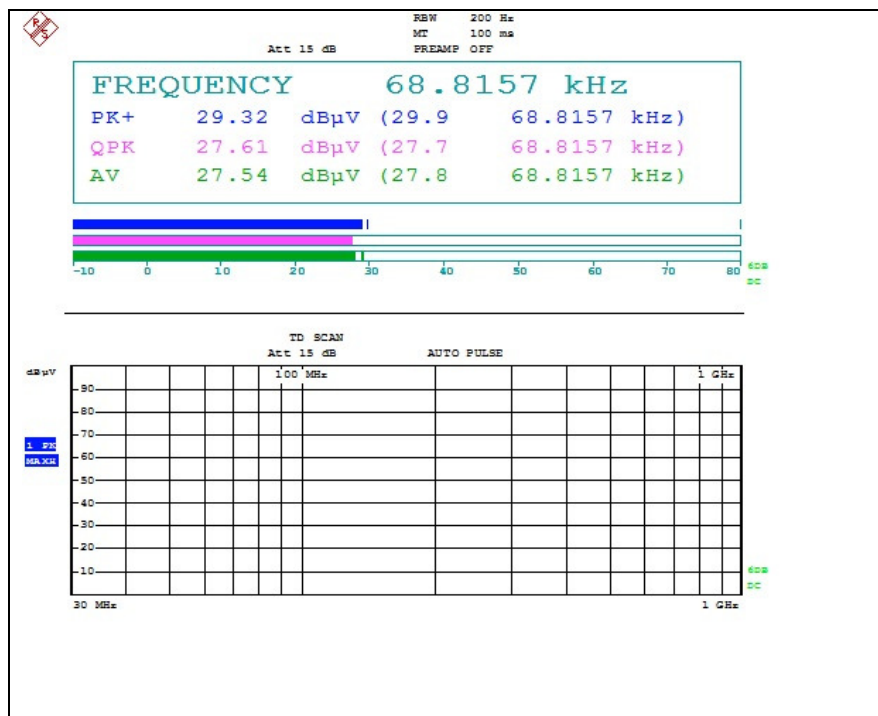 R
S
RBW 200 Hz
MT 100 ms
Att 15 dB PREAMP OFF
FREQUENCY 68.8157 kHz
PK+ 29.32 dBµV (29.9 68.8157 kHz)
QPK 27.61 dBµV (27.7 68.8157 kHz)
AV 27.54 dBµV (27.8 68.8157 kHz)
-10 0 10 20 30 40 50 60 70 80
6DB
DC
TD SCAN
Att 15 dB AUTO PULSE
dBµV
100 MHz 1 GHz
90
80
70
1 PK
MAXH
60
50
40
30
20
10
6DB
DC
30 MHz 1 GHz